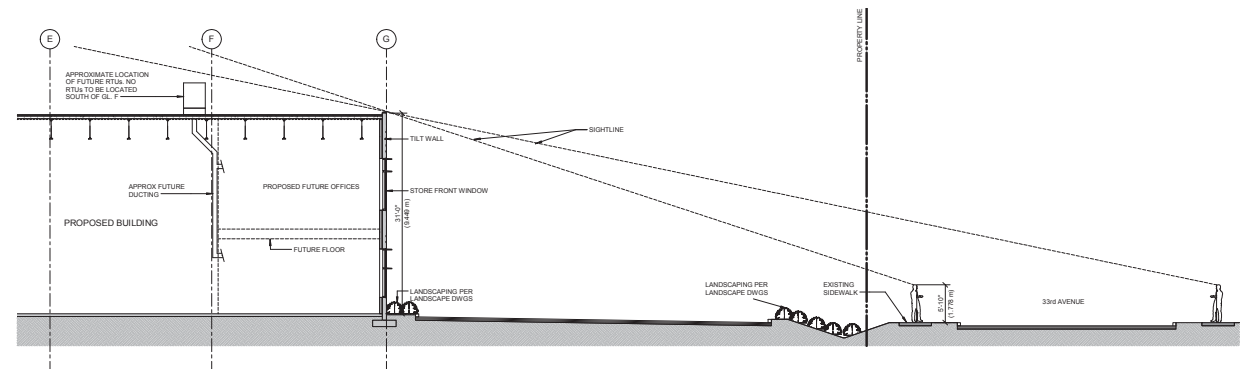 E
F
G
PROPERTY LINE
APPROXIMATE LOCATION
OF FUTURE RTUs. NO
RTUs TO BE LOCATED
SOUTH OF GL. F
SIGHTLINE
TILT WALL
APPROX FUTURE
DUCTING
PROPOSED FUTURE OFFICES
STORE FRONT WINDOW
31'-0"
(9.449 m)
PROPOSED BUILDING
FUTURE FLOOR
LANDSCAPING PER
LANDSCAPE DWGS
LANDSCAPING PER
LANDSCAPE DWGS
EXISTING
SIDEWALK
5'-10"
(1.778 m)
33rd AVENUE